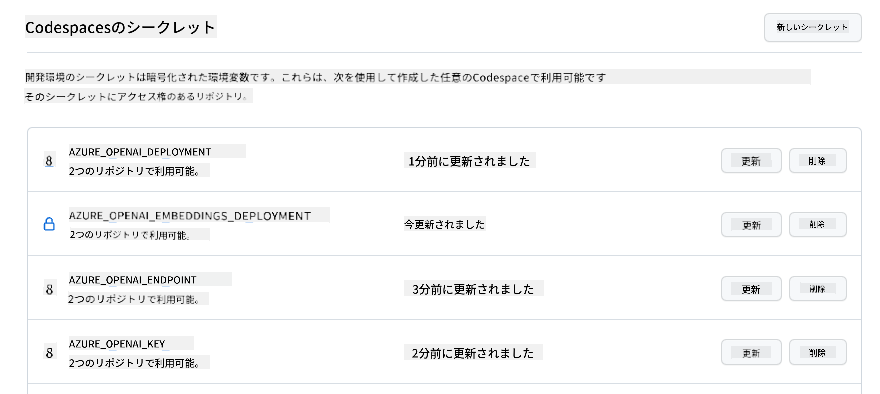 Codespacesのシークレット
新しいシークレット
開発環境のシークレットは暗号化された環境変数です。これらは、次を使用して作成した任意のCodespaceで利用可能です
そのシークレットにアクセス権のあるリポジトリ。
8 AZURE_OPENAI_DEPLOYMENT
2つのリポジトリで利用可能。
1分前に更新されました
更新
削除
AZURE_OPENAI_EMBEDDINGS_DEPLOYMENT
2つのリポジトリで利用可能。
今更新されました
更新
削除
8 AZURE_OPENAI_ENDPOINT
2つのリポジトリで利用可能。
3分前に更新されました
更新
削除
8 AZURE_OPENAI_KEY
2つのリポジトリで利用可能。
2分前に更新されました
更新
削除